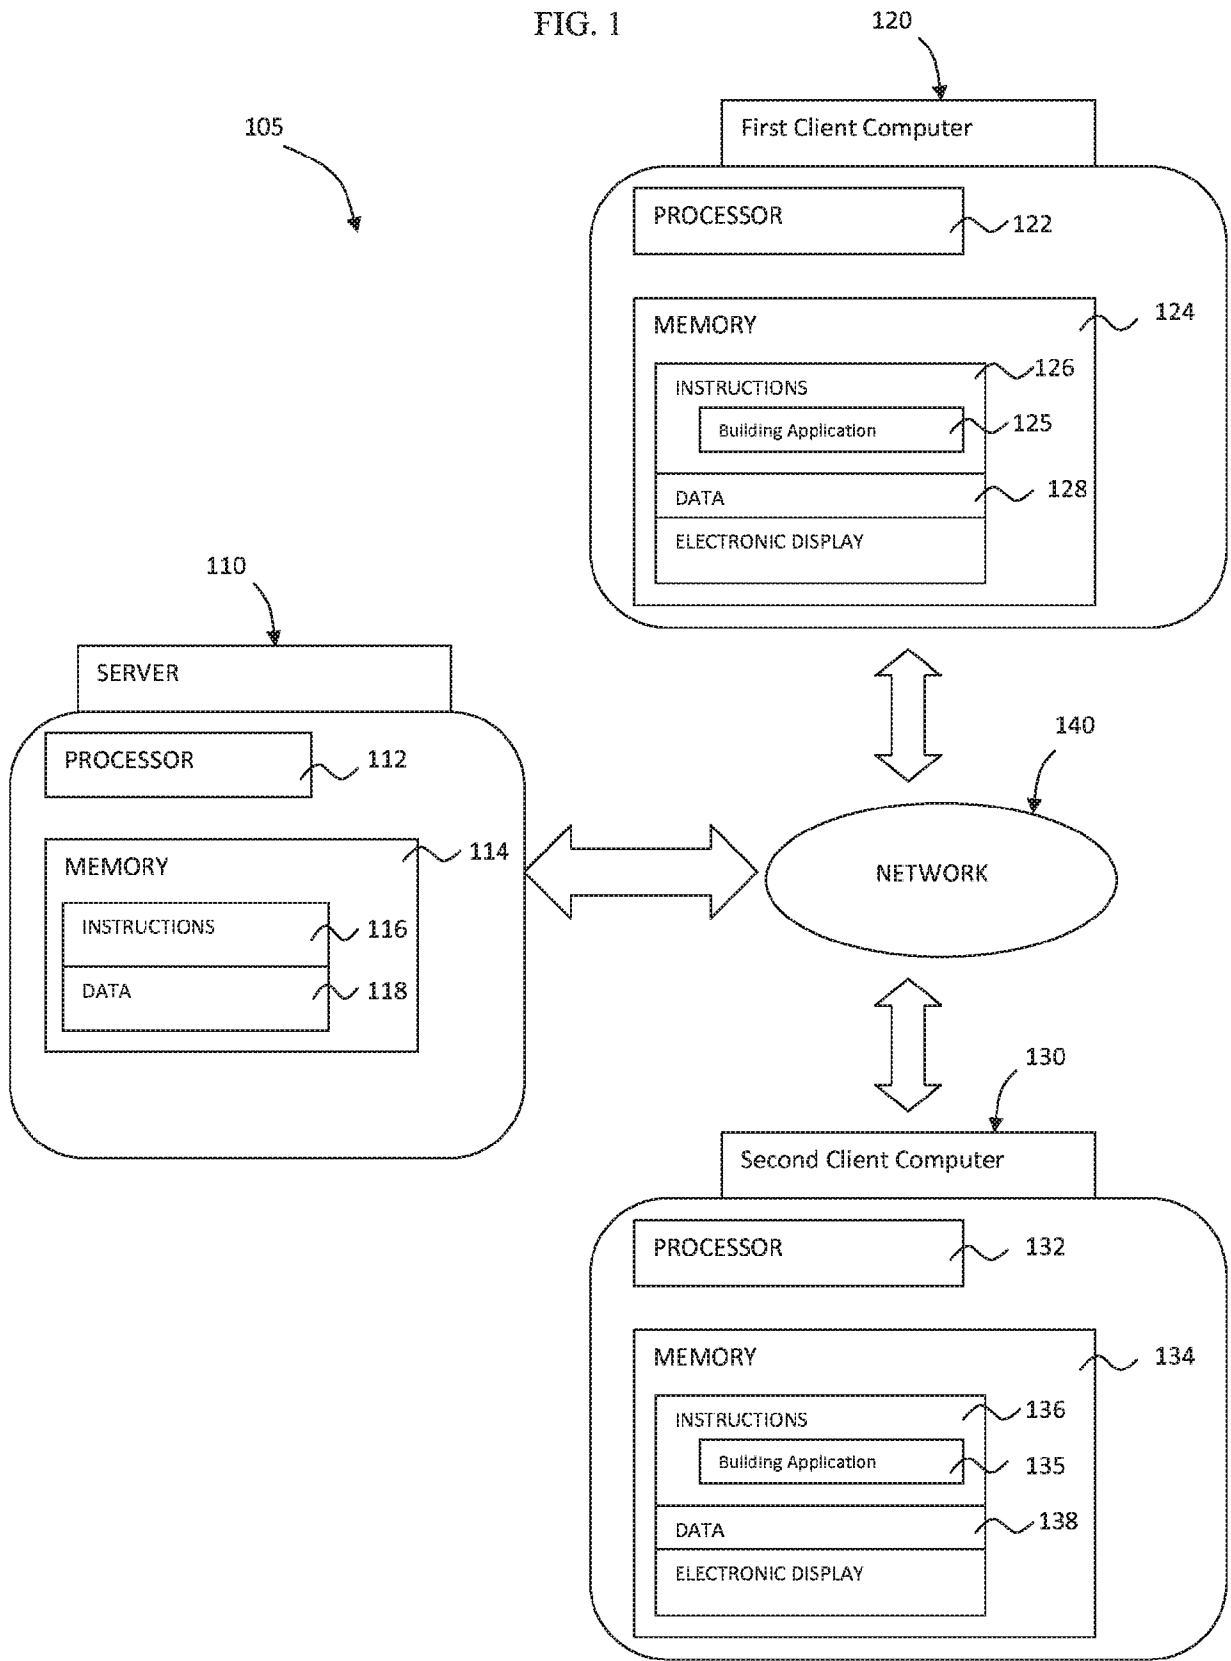 FIG. 1
120
105
First Client Computer
PROCESSOR
122
MEMORY
124
126
INSTRUCTIONS
Building Application
125
DATA
128
ELECTRONIC DISPLAY
110
SERVER
PROCESSOR
112
MEMORY
114
INSTRUCTIONS
116
DATA
118
140
NETWORK
130
Second Client Computer
PROCESSOR
132
MEMORY
134
INSTRUCTIONS
136
Building Application
135
DATA
138
ELECTRONIC DISPLAY